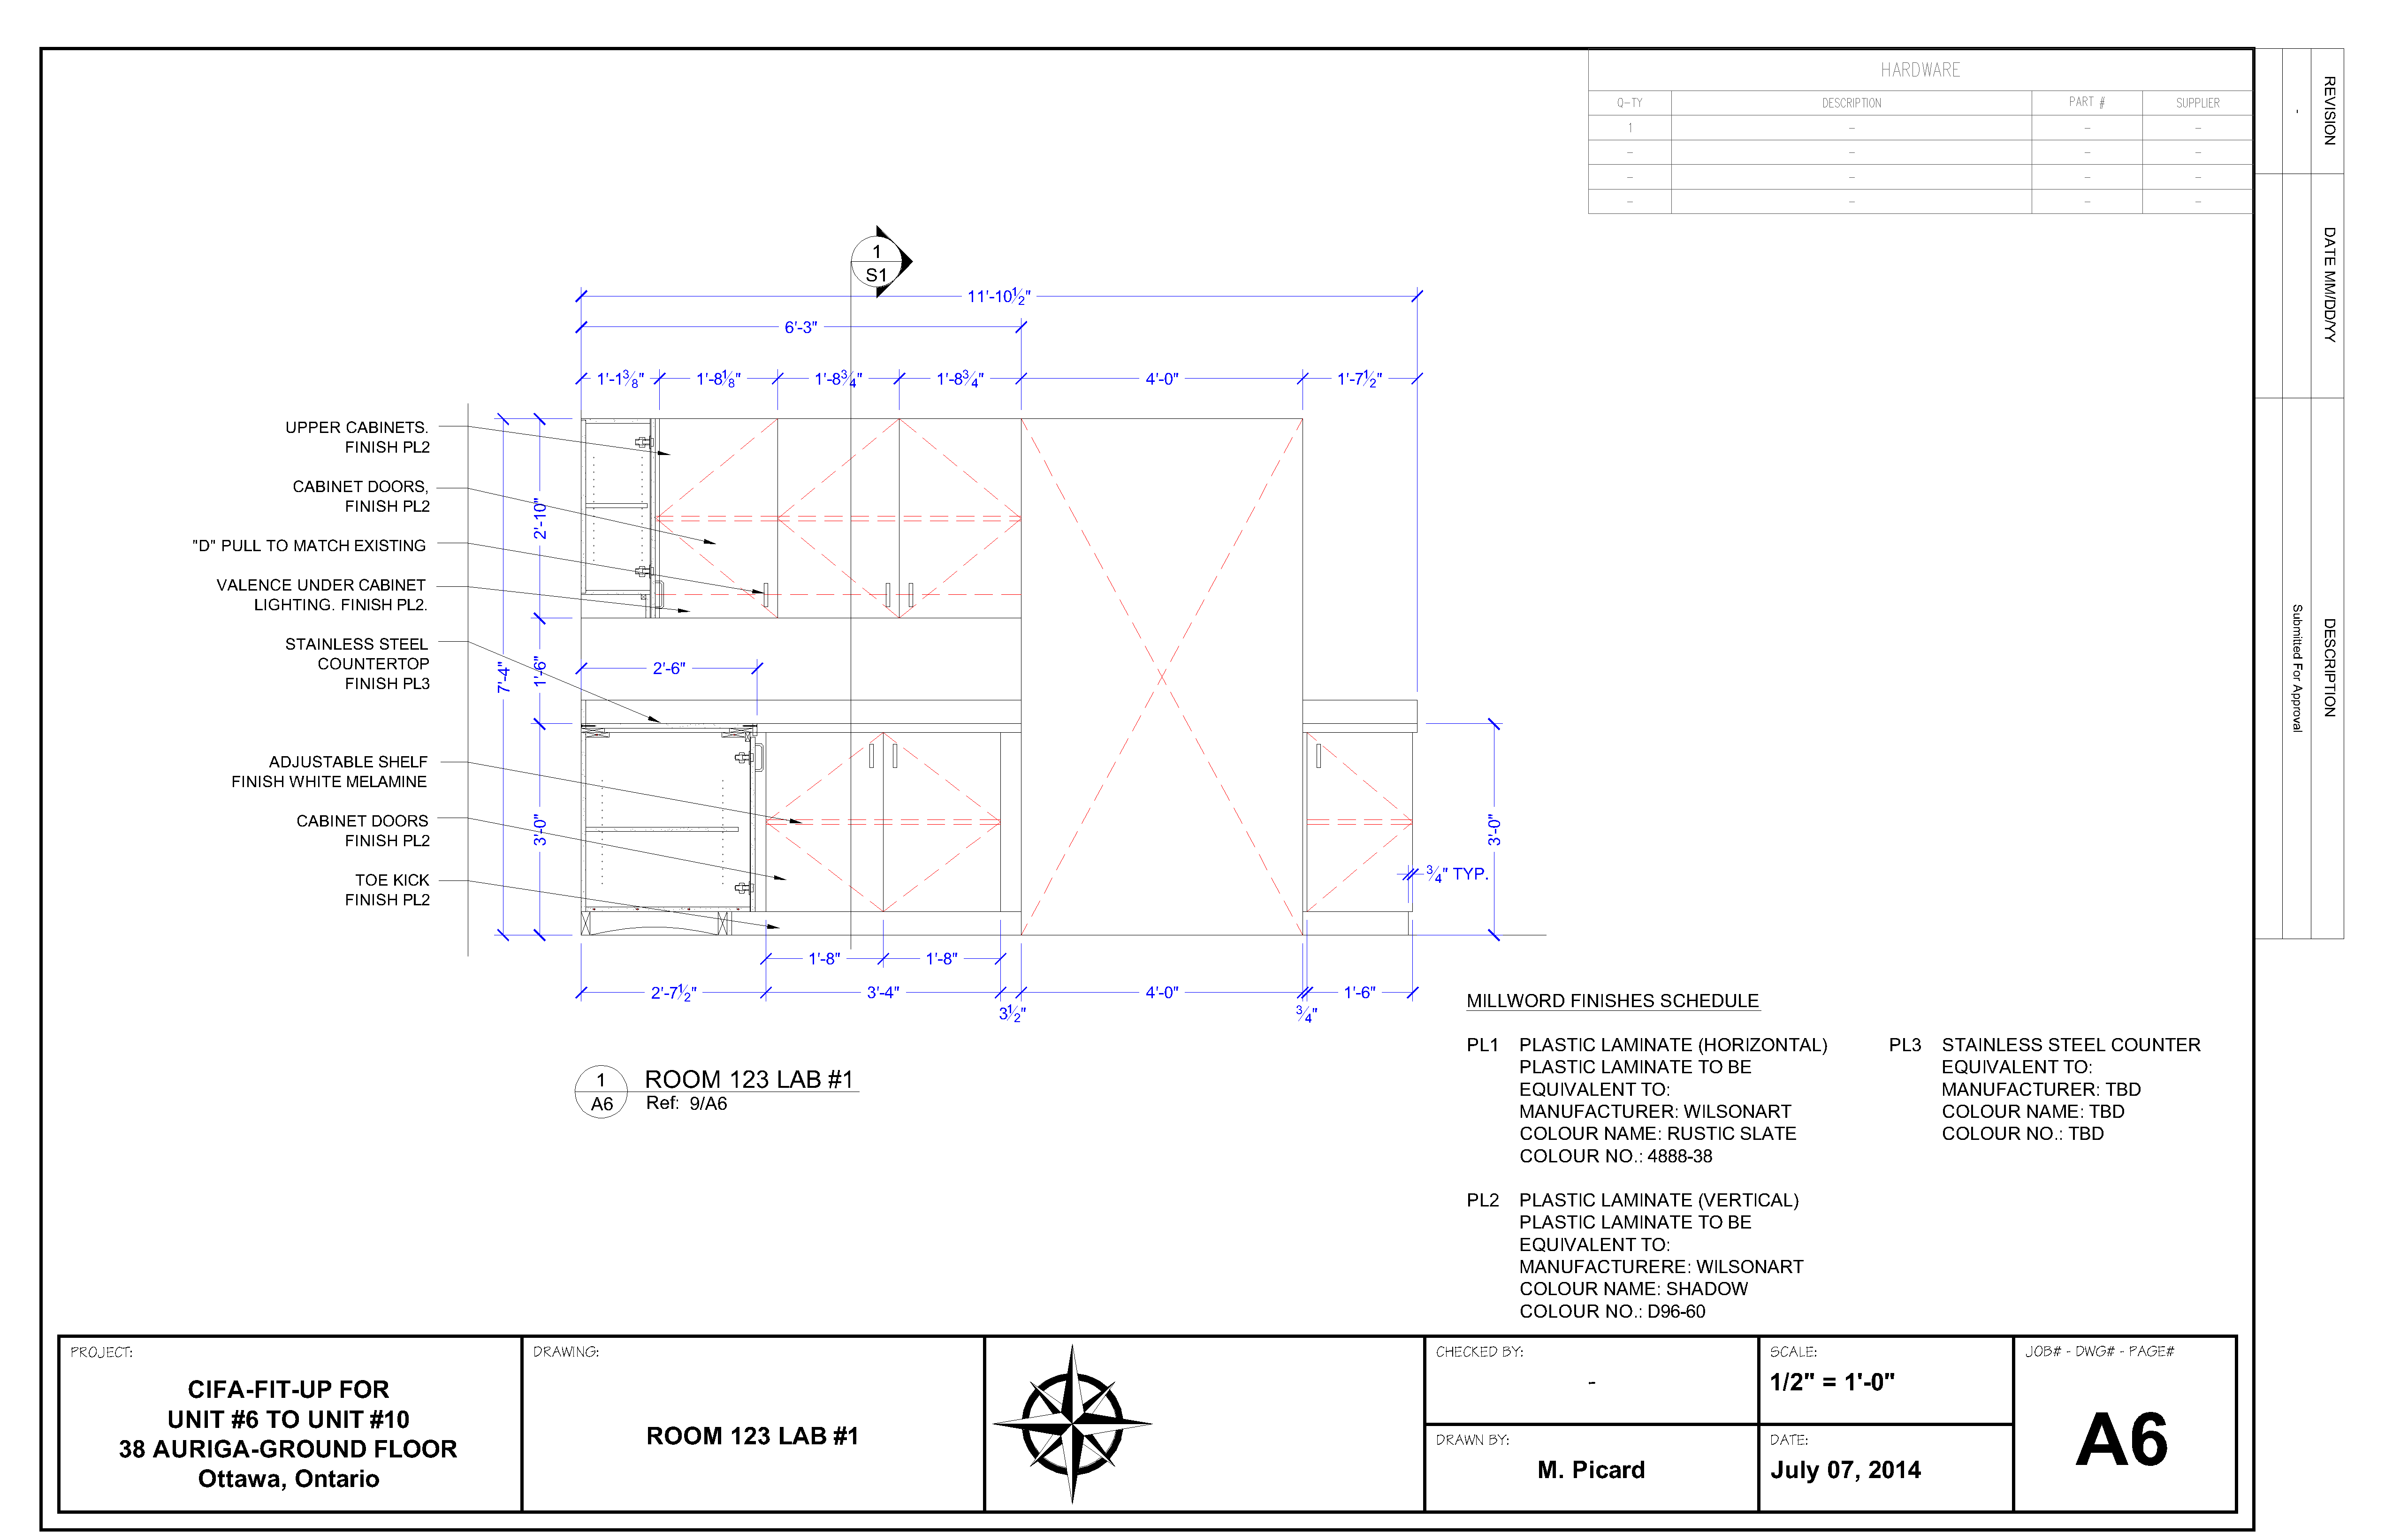 HARDWARE
Q-TY DESCRIPTION PART # SUPPLIER
1 - - -
- - - -
- - - -
- - - -
REVISION
-
DATE MM/DD/YY
DESCRIPTION
Submitted For Approval
1
S1
11'-10 1/2"
6'-3"
1'-1 3/8" 1'-8 1/8" 1'-8 3/4" 1'-8 3/4" 4'-0" 1'-7 1/2"
UPPER CABINETS.
FINISH PL2
CABINET DOORS,
FINISH PL2
"D" PULL TO MATCH EXISTING
VALENCE UNDER CABINET
LIGHTING. FINISH PL2.
STAINLESS STEEL
COUNTERTOP
FINISH PL3
ADJUSTABLE SHELF
FINISH WHITE MELAMINE
CABINET DOORS
FINISH PL2
TOE KICK
FINISH PL2
7'-4"
2'-10"
1'-6"
3'-0"
2'-6"
3'-0"
3/4" TYP.
1'-8" 1'-8"
2'-7 1/2" 3'-4" 4'-0" 1'-6"
3 1/2" 3/4"
1
A6
ROOM 123 LAB #1
Ref: 9/A6
MILLWORD FINISHES SCHEDULE
PL1 PLASTIC LAMINATE (HORIZONTAL)
PLASTIC LAMINATE TO BE
EQUIVALENT TO:
MANUFACTURER: WILSONART
COLOUR NAME: RUSTIC SLATE
COLOUR NO.: 4888-38
PL2 PLASTIC LAMINATE (VERTICAL)
PLASTIC LAMINATE TO BE
EQUIVALENT TO:
MANUFACTURERE: WILSONART
COLOUR NAME: SHADOW
COLOUR NO.: D96-60
PL3 STAINLESS STEEL COUNTER
EQUIVALENT TO:
MANUFACTURER: TBD
COLOUR NAME: TBD
COLOUR NO.: TBD
PROJECT:
CIFA-FIT-UP FOR
UNIT #6 TO UNIT #10
38 AURIGA-GROUND FLOOR
Ottawa, Ontario
DRAWING:
ROOM 123 LAB #1
CHECKED BY:
-
DRAWN BY:
M. Picard
SCALE:
1/2" = 1'-0"
DATE:
July 07, 2014
JOB# - DWG# - PAGE#
A6